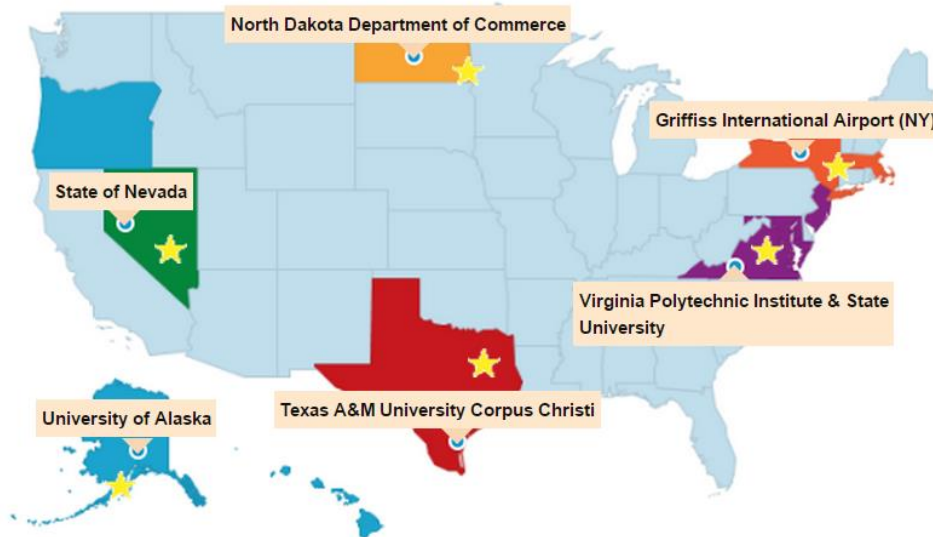 North Dakota Department of Commerce
Griffiss International Airport (NY)
State of Nevada
Virginia Polytechnic Institute & State
University
Texas A&M University Corpus Christi
University of Alaska